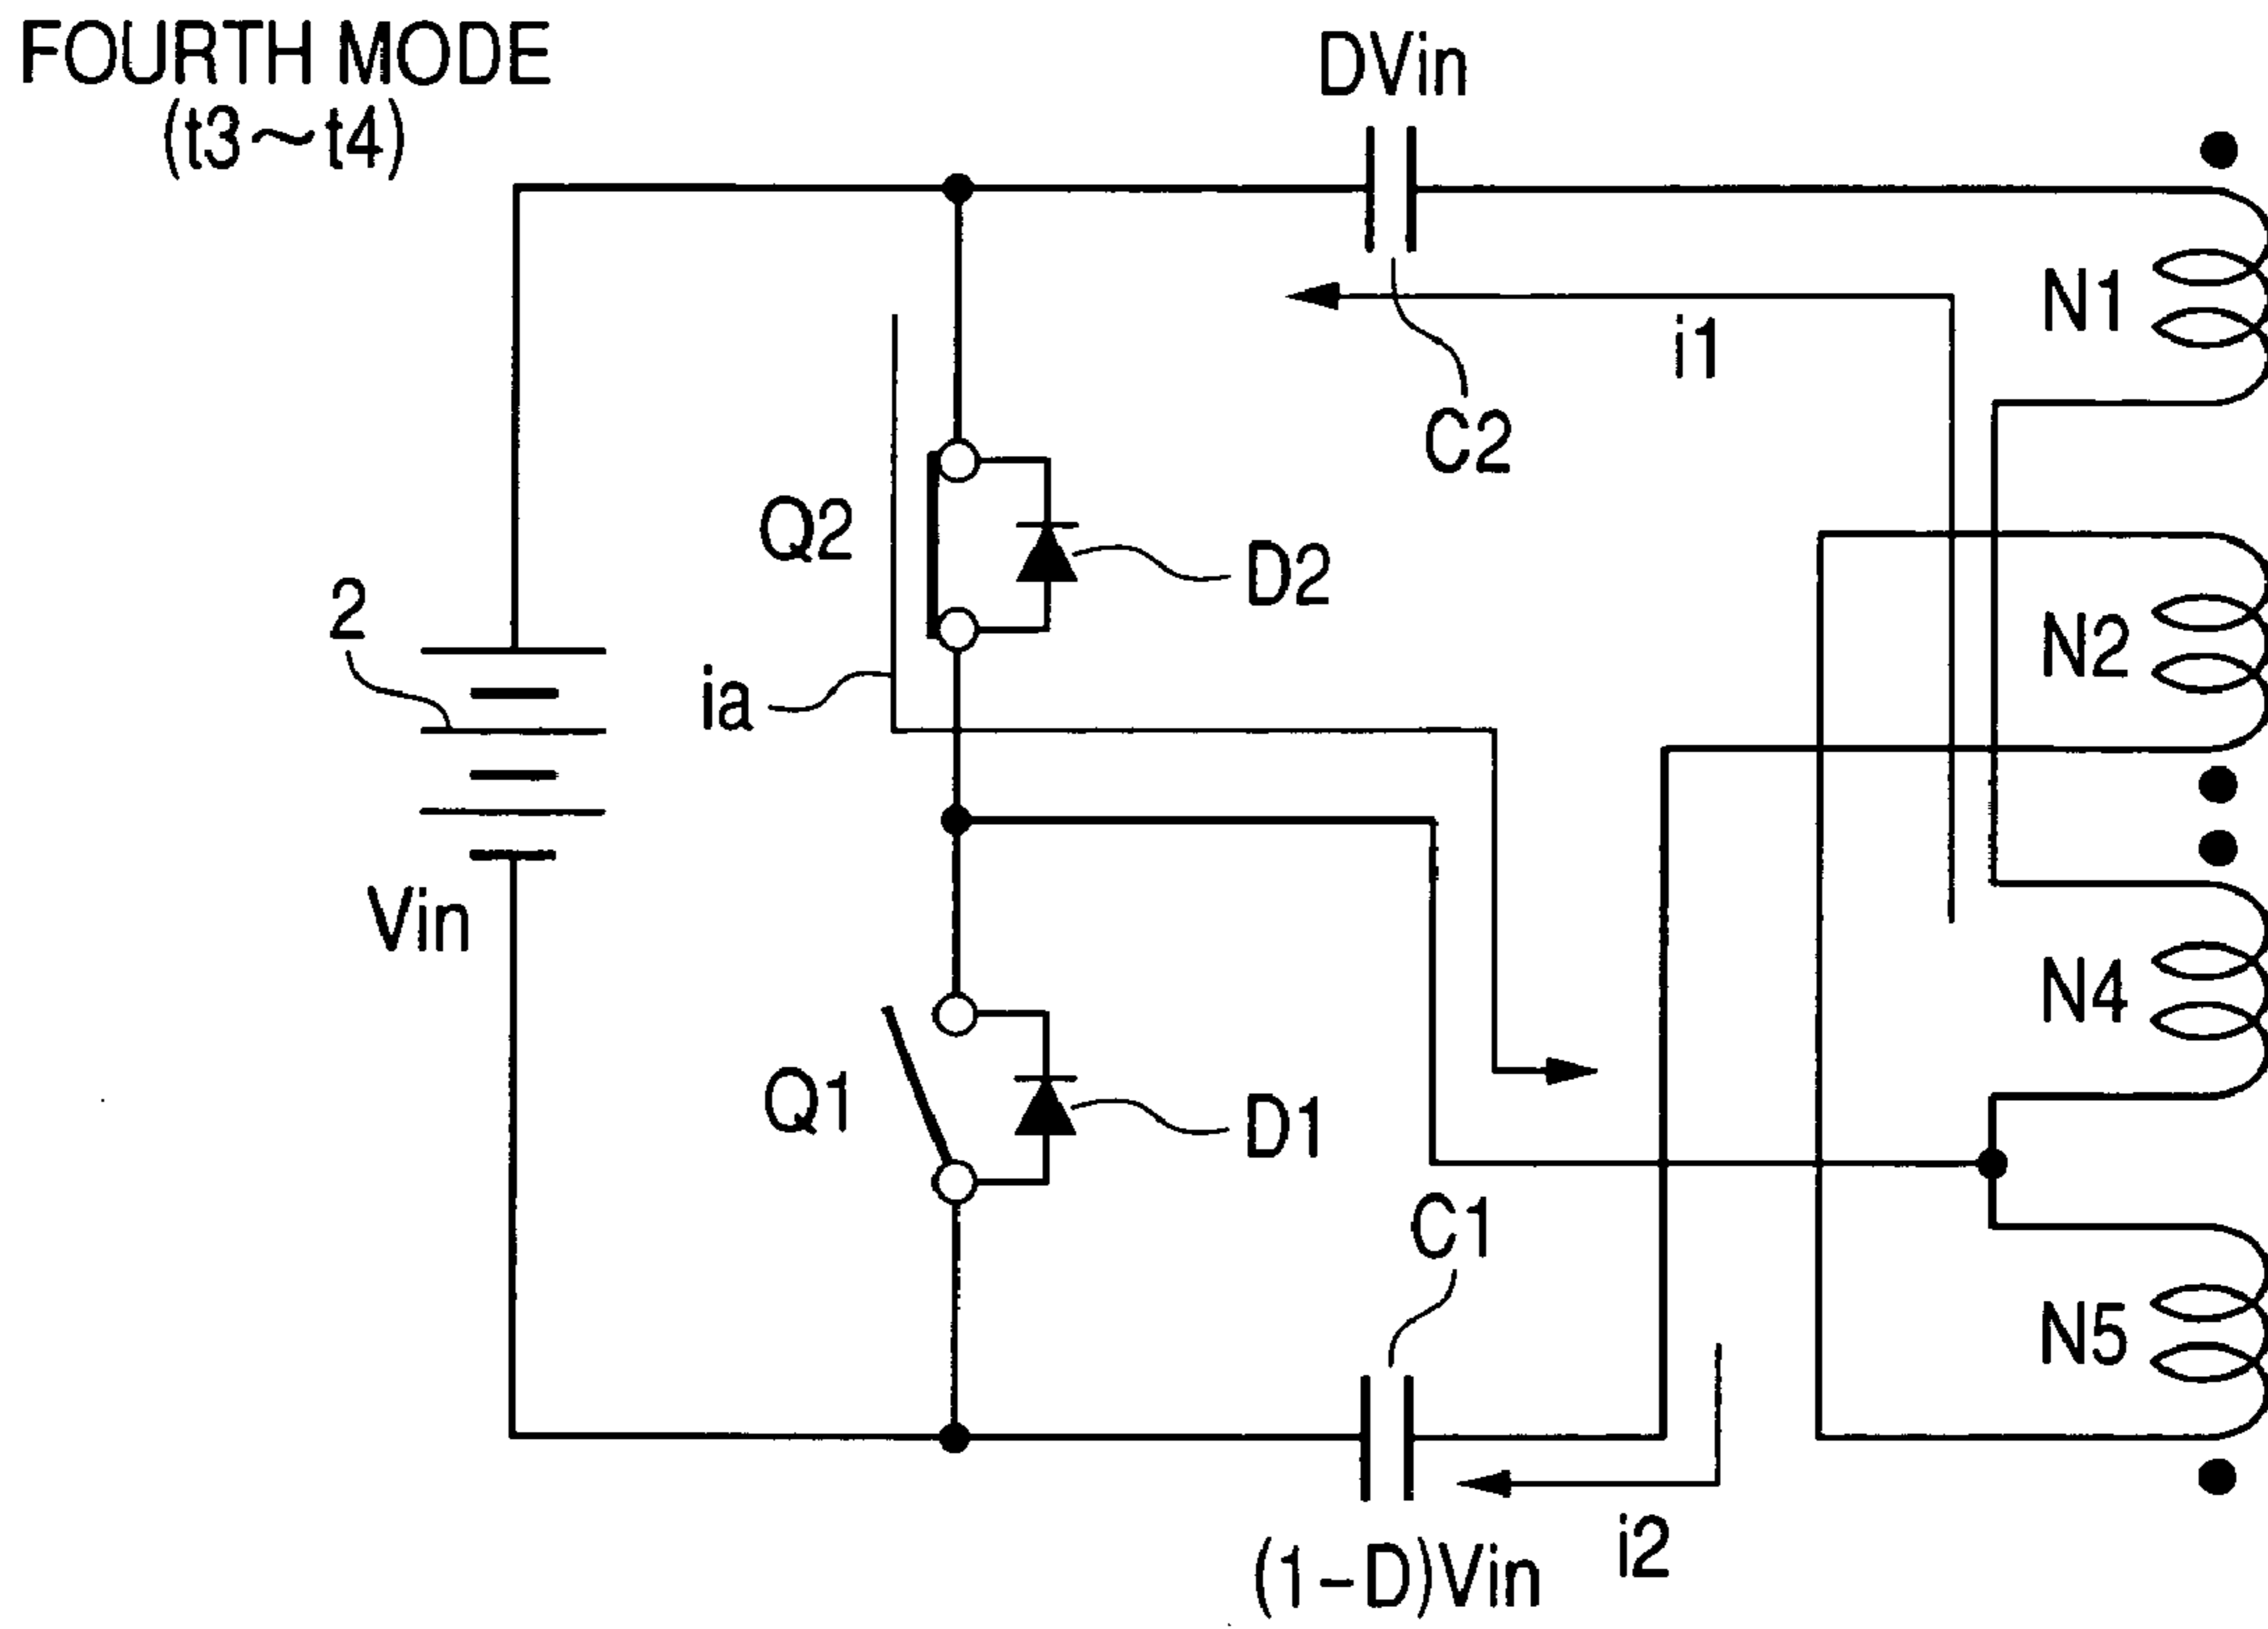 FOURTH MODE
(t3~t4)
DVin
N1
i1
C2
Q2
D2
2
N2
ia
Vin
N4
Q1
D1
C1
N5
i2
(1-D)Vin